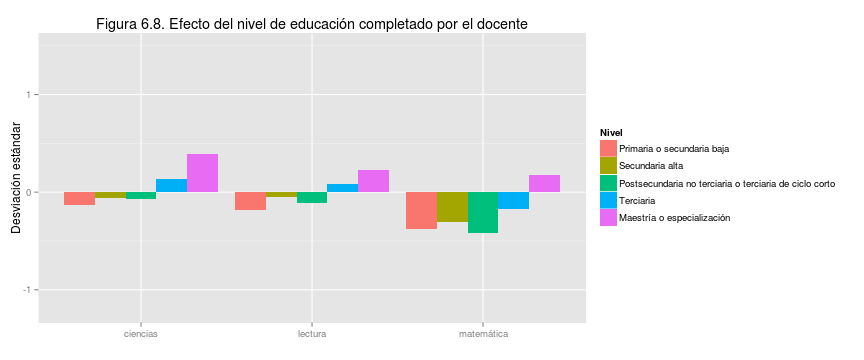 Figura 6.8. Efecto del nivel de educación completado por el docente
Desviación estándar
1
0
-1
ciencias
lectura
matemática
Nivel
Primaria o secundaria baja
Secundaria alta
Postsecundaria no terciaria o terciaria de ciclo corto
Terciaria
Maestría o especialización